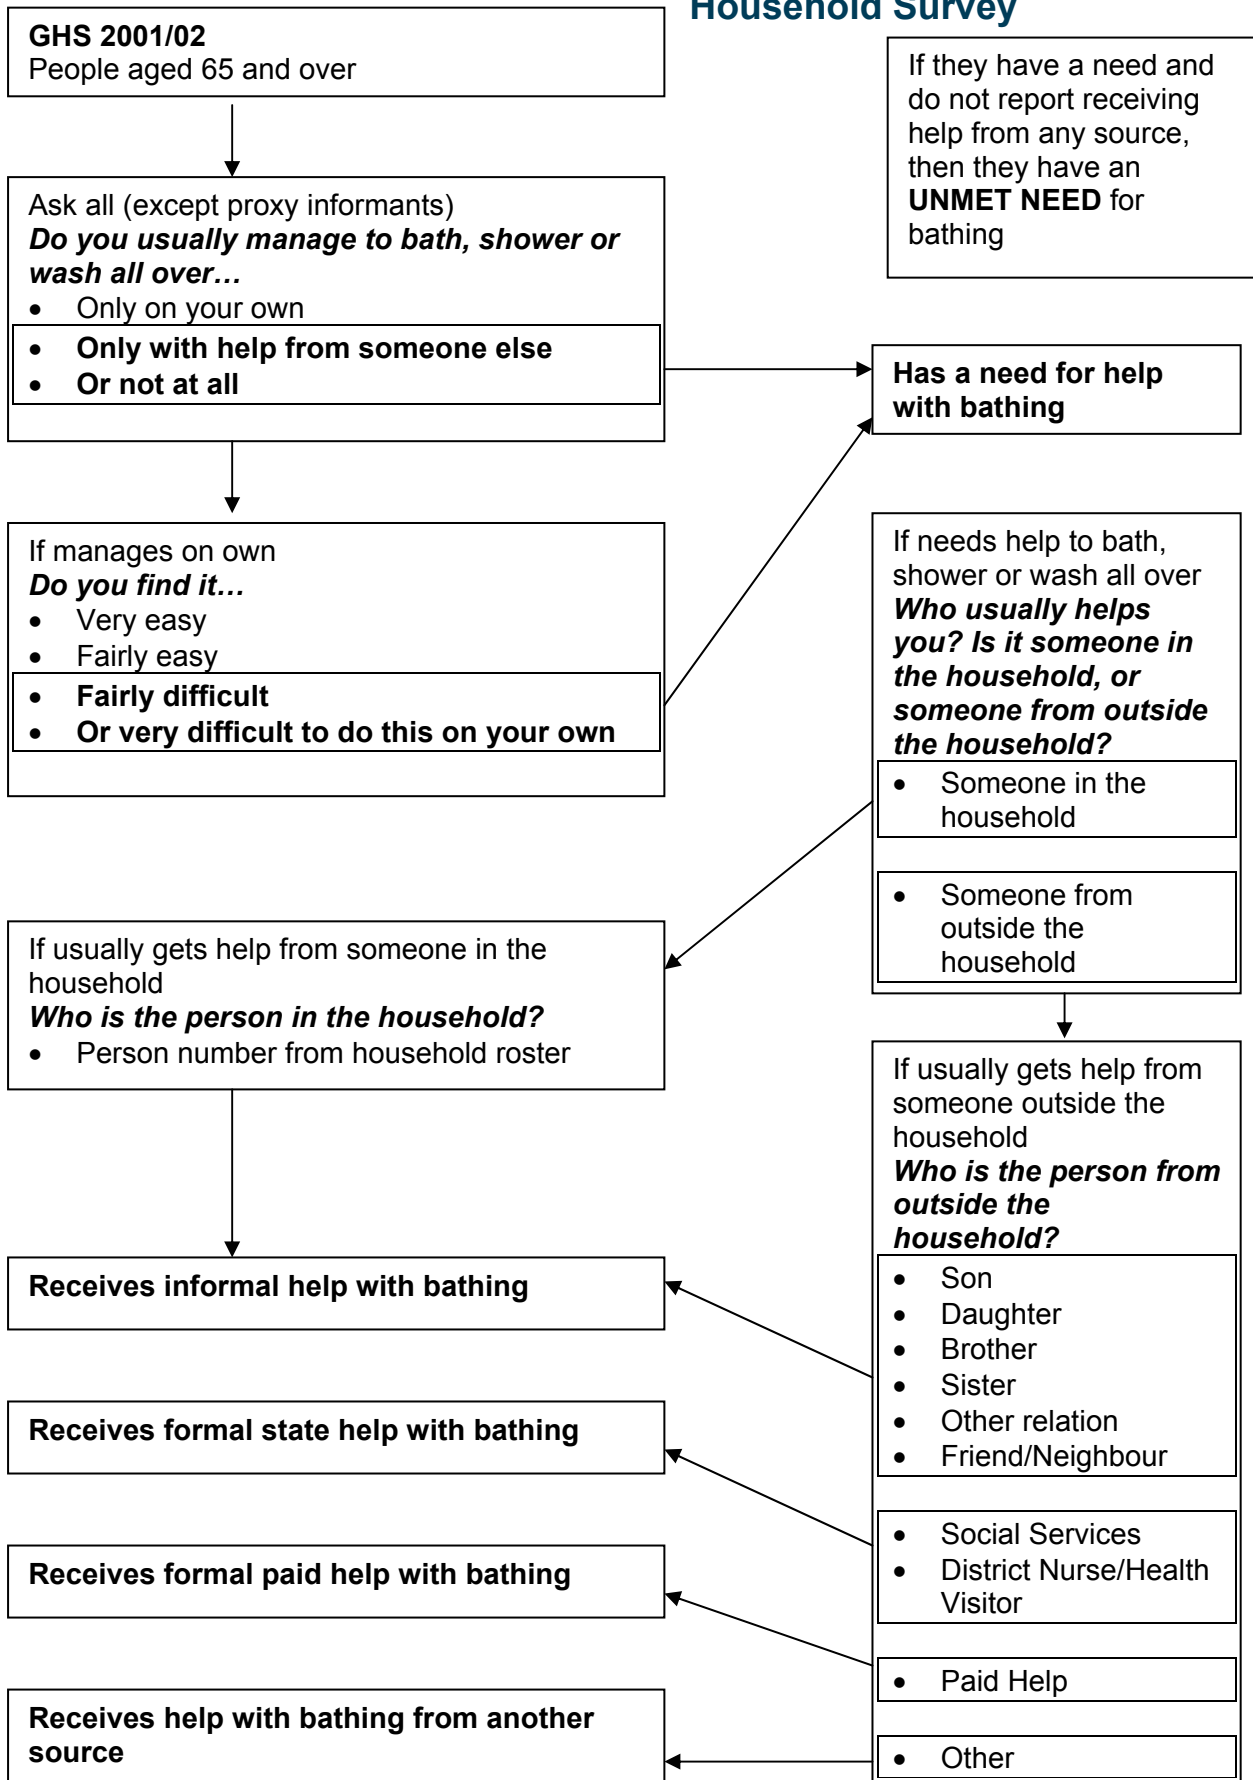 Household Survey
GHS 2001/02
People aged 65 and over
If they have a need and
do not report receiving
help from any source,
then they have an
UNMET NEED for
bathing
Ask all (except proxy informants)
Do you usually manage to bath, shower or
wash all over…
• Only on your own
• Only with help from someone else
• Or not at all
Has a need for help
with bathing
If manages on own
Do you find it…
• Very easy
• Fairly easy
• Fairly difficult
• Or very difficult to do this on your own
If needs help to bath,
shower or wash all over
Who usually helps
you? Is it someone in
the household, or
someone from outside
the household?
• Someone in the
household
• Someone from
outside the
household
If usually gets help from someone in the
household
Who is the person in the household?
• Person number from household roster
If usually gets help from
someone outside the
household
Who is the person from
outside the
household?
• Son
• Daughter
• Brother
• Sister
• Other relation
• Friend/Neighbour
• Social Services
• District Nurse/Health
Visitor
• Paid Help
• Other
Receives informal help with bathing
Receives formal state help with bathing
Receives formal paid help with bathing
Receives help with bathing from another
source